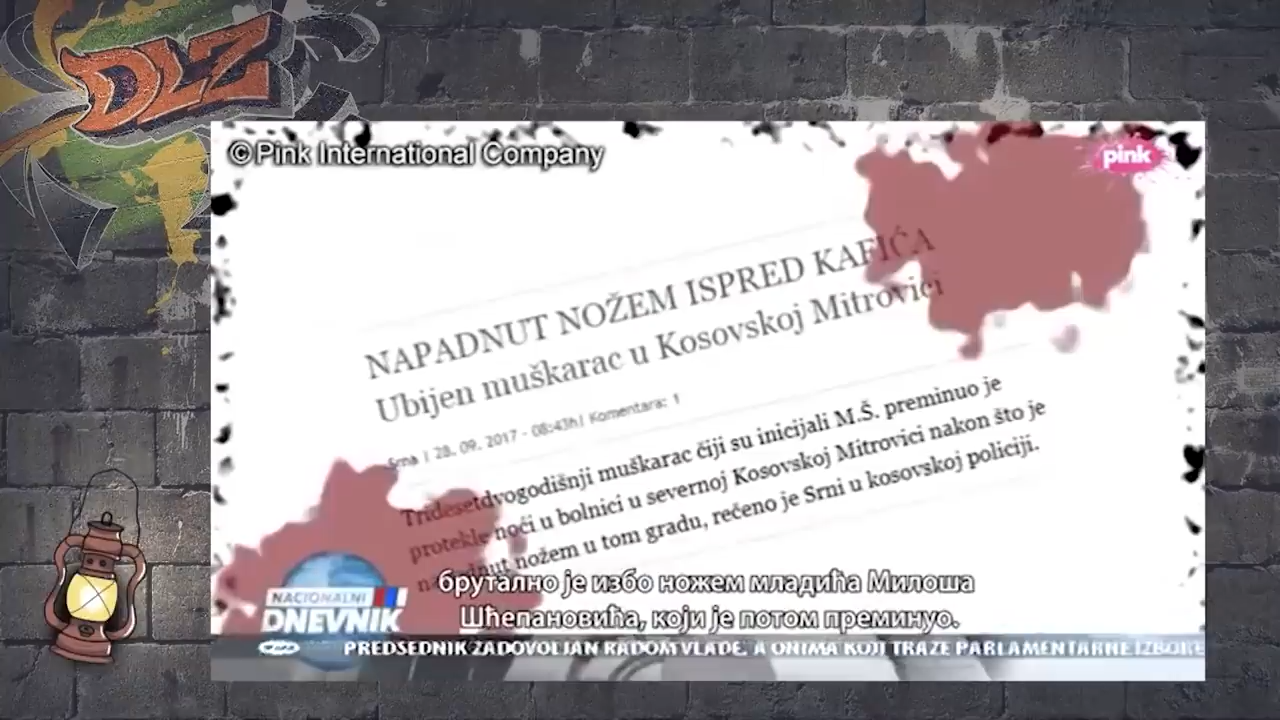 DLZ
© Pink International Company
pink
NAPADNUT NOŽEM ISPRED KAFIĆA
Ubijen muškarac u Kosovskoj Mitrovici
Srna | 28. 09. 2017 - 08:43h | Komentara: 1
Tridesetdvogodišnji muškarac čiji su inicijali M.Š. preminuo je
protekle noći u bolnici u severnoj Kosovskoj Mitrovici nakon što je
napadnut nožem u tom gradu, rečeno je Srni u kosovskoj policiji.
брутално је избо ножем младића Милоша
Шћепановића, који је потом преминуо.
NACIONALNI
DNEVNIK
PREDSEDNIK ZADOVOLJAN RADOM VLADE, A ONIMA KOJI TRAŽE PARLAMENTARNE IZBORE